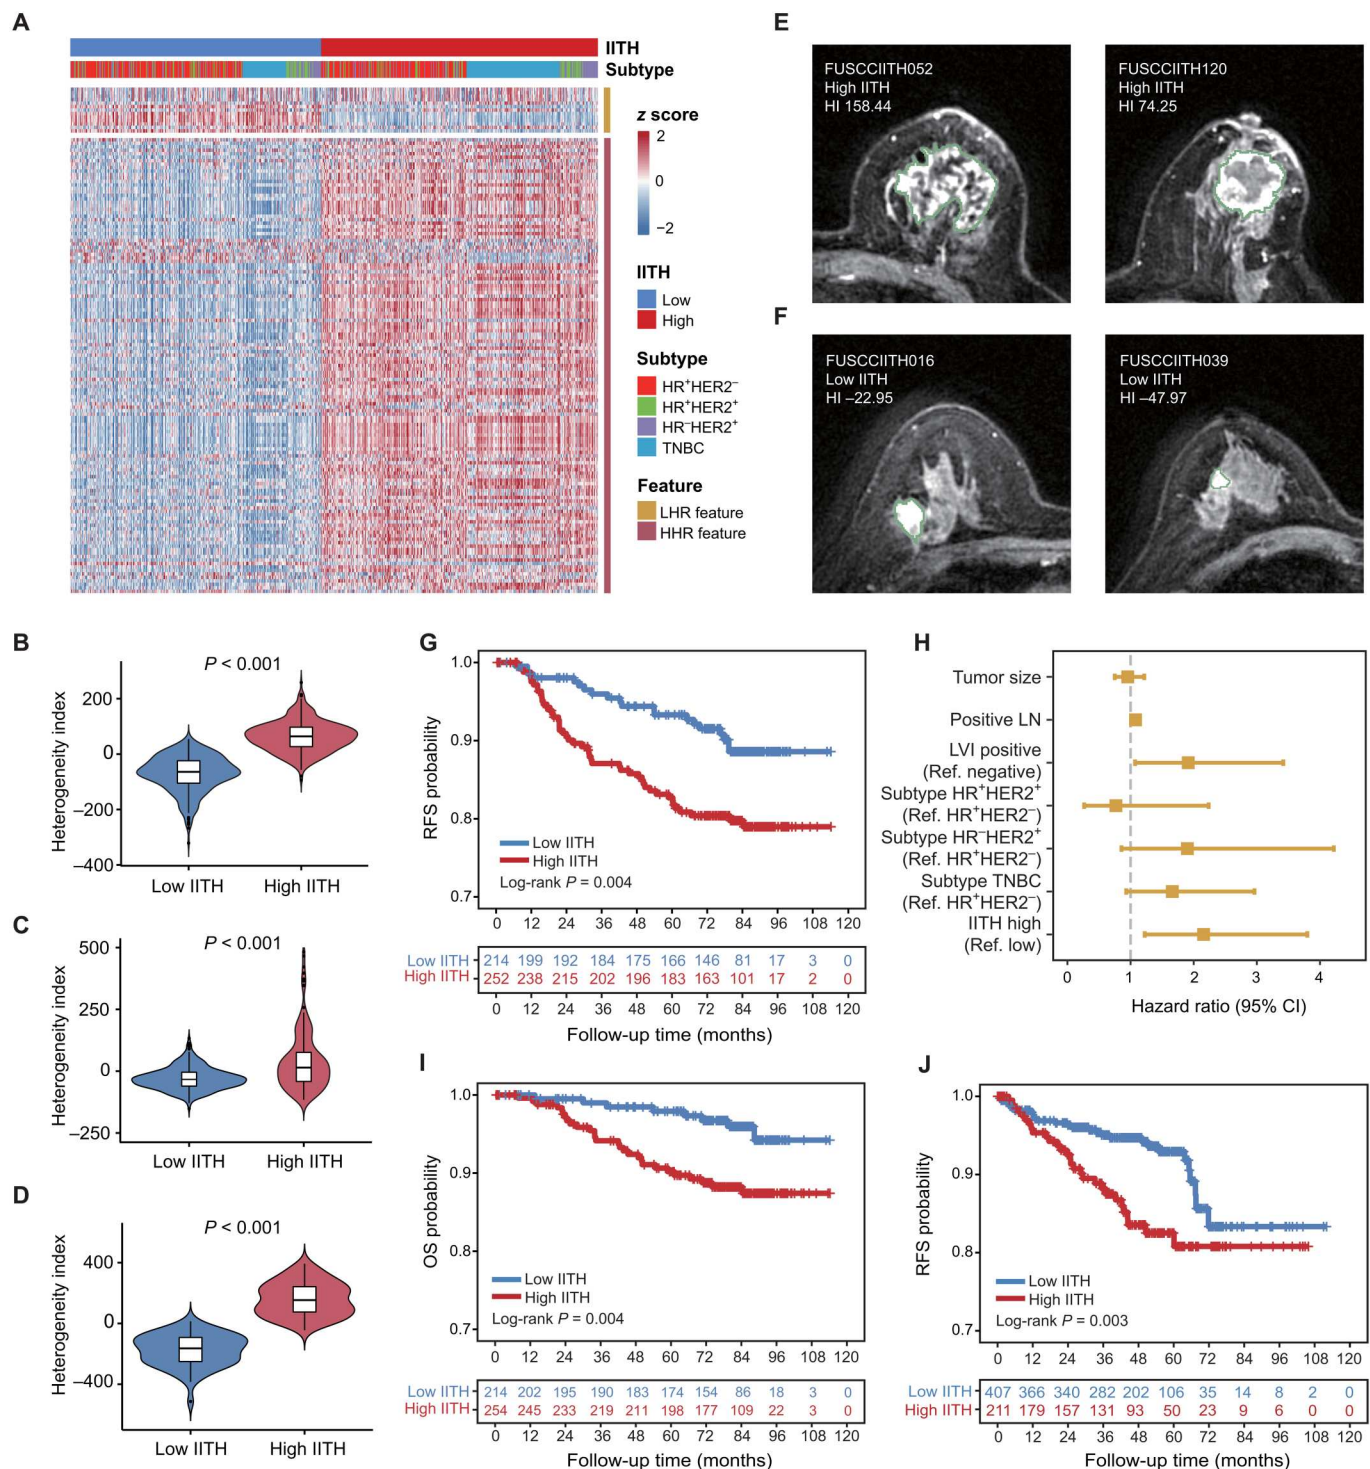 A
IITH
Subtype
z score
2
0
−2
IITH
Low
High
Subtype
HR⁺HER2⁻
HR⁺HER2⁺
HR⁻HER2⁺
TNBC
Feature
LHR feature
HHR feature
E
FUSCCIITH052
High IITH
HI 158.44
FUSCCIITH120
High IITH
HI 74.25
F
FUSCCIITH016
Low IITH
HI −22.95
FUSCCIITH039
Low IITH
HI −47.97
B
P < 0.001
Heterogeneity index
200
0
−200
−400
Low IITH High IITH
C
P < 0.001
Heterogeneity index
500
250
0
−250
Low IITH High IITH
D
P < 0.001
Heterogeneity index
400
0
−400
Low IITH High IITH
G
RFS probability
1.0
0.9
0.8
0.7
Low IITH
High IITH
Log-rank P = 0.004
0 12 24 36 48 60 72 84 96 108 120
Low IITH 214 199 192 184 175 166 146 81 17 3 0
High IITH 252 238 215 202 196 183 163 101 17 2 0
0 12 24 36 48 60 72 84 96 108 120
Follow-up time (months)
H
Tumor size
Positive LN
LVI positive
(Ref. negative)
Subtype HR⁺HER2⁺
(Ref. HR⁺HER2⁻)
Subtype HR⁻HER2⁺
(Ref. HR⁺HER2⁻)
Subtype TNBC
(Ref. HR⁺HER2⁻)
IITH high
(Ref. low)
0 1 2 3 4
Hazard ratio (95% CI)
I
OS probability
1.0
0.9
0.8
0.7
Low IITH
High IITH
Log-rank P = 0.004
0 12 24 36 48 60 72 84 96 108 120
Low IITH 214 202 195 190 183 174 154 86 18 3 0
High IITH 254 245 233 219 211 198 177 109 22 3 0
0 12 24 36 48 60 72 84 96 108 120
Follow-up time (months)
J
RFS probability
1.0
0.9
0.8
0.7
Low IITH
High IITH
Log-rank P = 0.003
0 12 24 36 48 60 72 84 96 108 120
Low IITH 407 366 340 282 202 106 35 14 8 2 0
High IITH 211 179 157 131 93 50 23 9 6 0 0
0 12 24 36 48 60 72 84 96 108 120
Follow-up time (months)